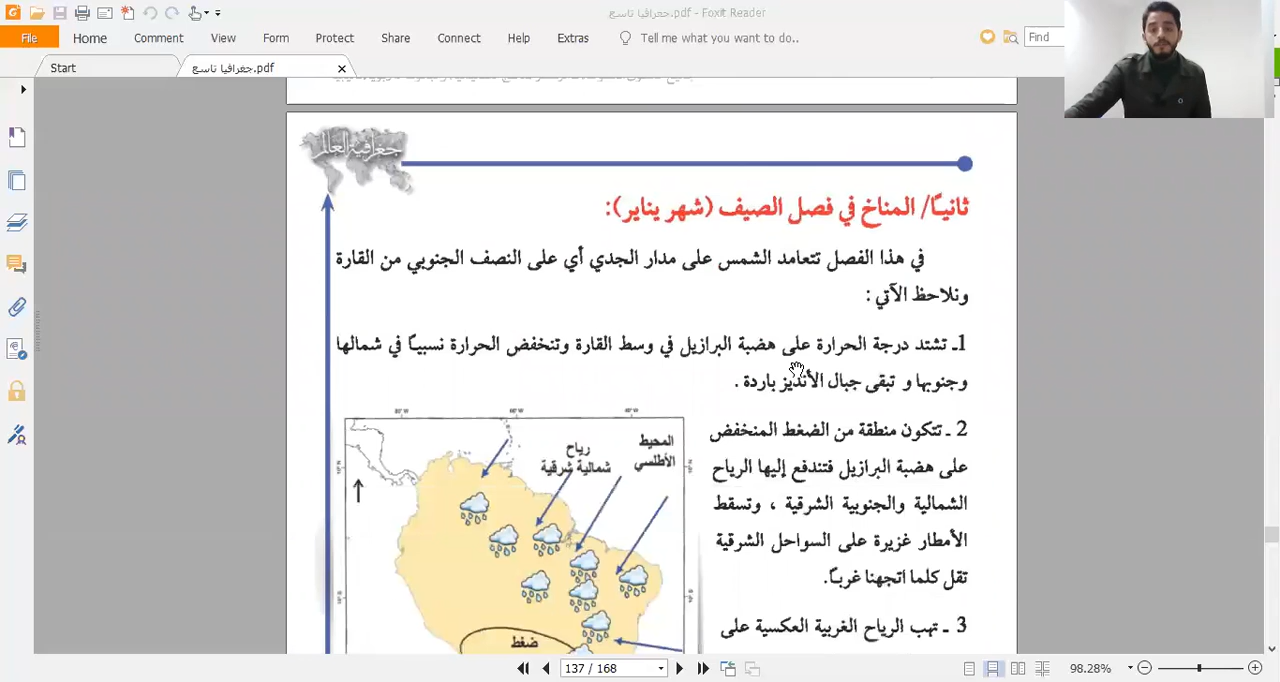 جغرافيا تاسع.pdf - Foxit Reader
File Home Comment View Form Protect Share Connect Help Extras Tell me what you want to do.. Find
Start جغرافيا تاسع.pdf
جغرافية العالم
ثانيًا/ المناخ في فصل الصيف (شهر يناير):
في هذا الفصل تتعامد الشمس على مدار الجدي أي على النصف الجنوبي من القارة
ونلاحظ الآتي :
1ـ تشتد درجة الحرارة على هضبة البرازيل في وسط القارة وتنخفض الحرارة نسبيًا في شمالها
وجنوبها و تبقى جبال الأنديز باردة .
2 ـ تتكون منطقة من الضغط المنخفض
على هضبة البرازيل فتندفع إليها الرياح
الشمالية والجنوبية الشرقية ، وتسقط
الأمطار غزيرة على السواحل الشرقية
تقل كلما اتجهنا غربًا.
3 ـ تهب الرياح الغربية العكسية على
المحيط
الأطلسي
رياح
شمالية شرقية
ضغط
137 / 168
98.28%